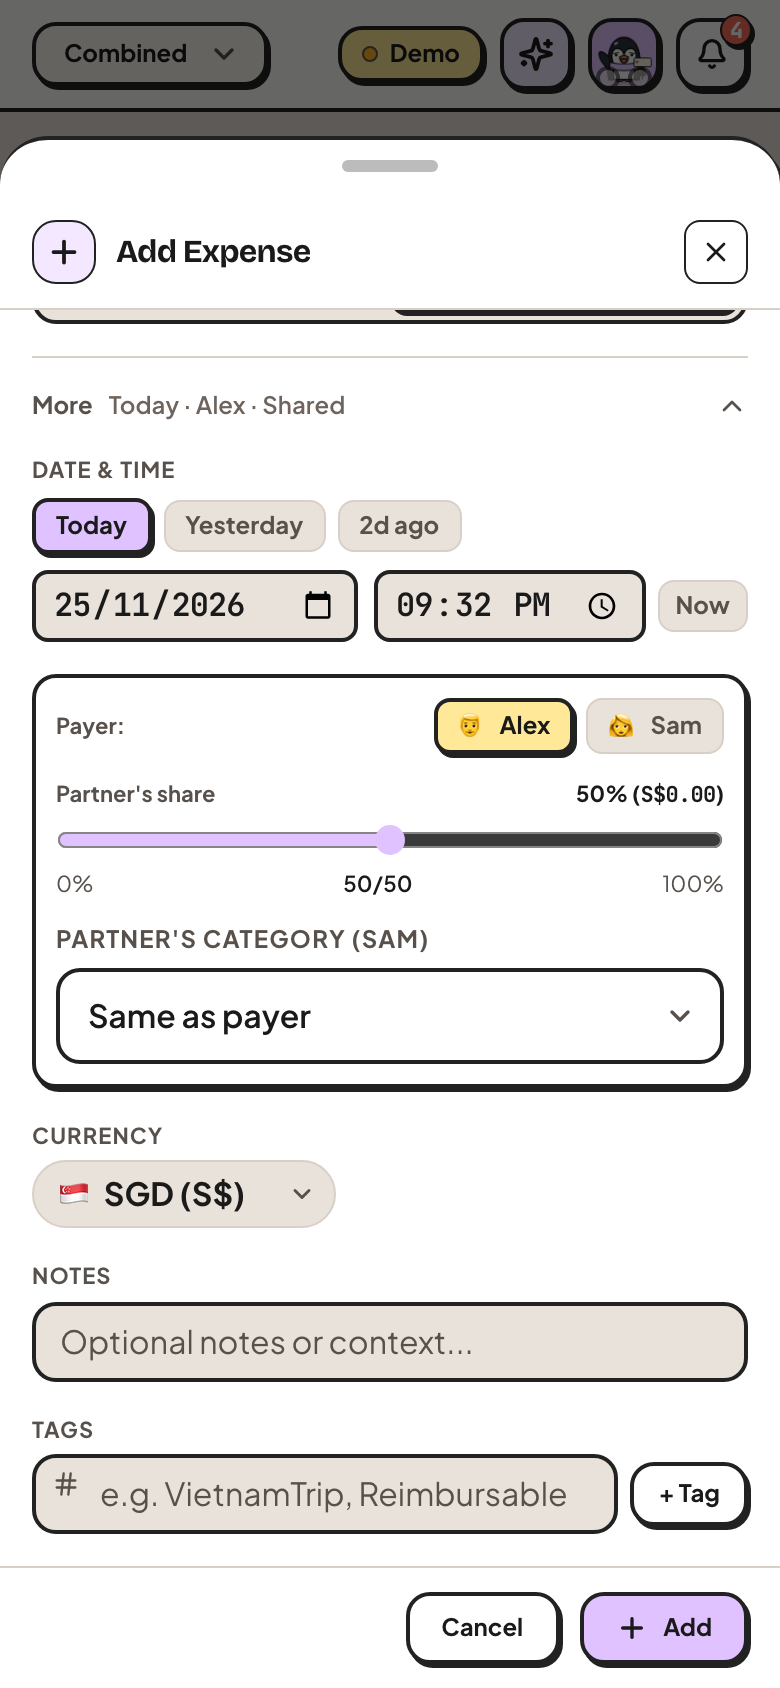 Combined
Demo
4
Add Expense
More Today · Alex · Shared
DATE & TIME
Today Yesterday 2d ago
25/11/2026 09:32 PM Now
Payer: Alex Sam
Partner's share 50% (S$0.00)
0% 50/50 100%
PARTNER'S CATEGORY (SAM)
Same as payer
CURRENCY
SGD (S$)
NOTES
Optional notes or context...
TAGS
# e.g. VietnamTrip, Reimbursable + Tag
Cancel + Add